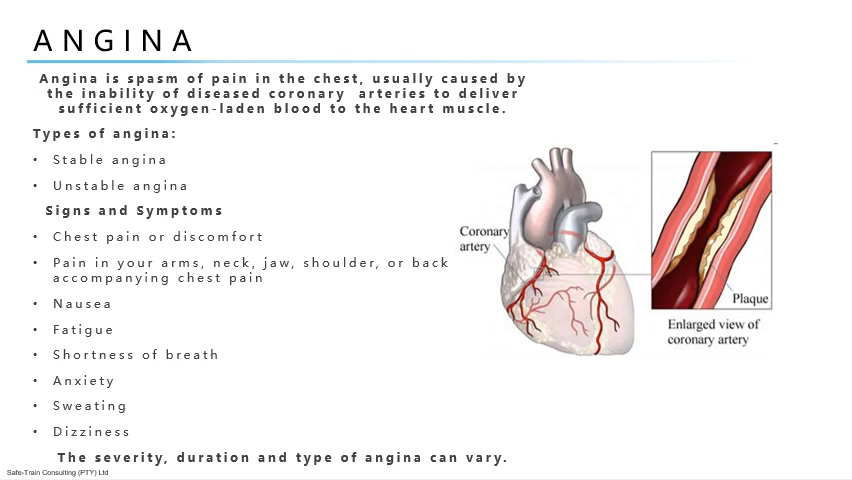 ANGINA
Angina is spasm of pain in the chest, usually caused by
the inability of diseased coronary arteries to deliver
sufficient oxygen-laden blood to the heart muscle.
Types of angina:
• Stable angina
• Unstable angina
Signs and Symptoms
• Chest pain or discomfort
• Pain in your arms, neck, jaw, shoulder, or back
accompanying chest pain
• Nausea
• Fatigue
• Shortness of breath
• Anxiety
• Sweating
• Dizziness
The severity, duration and type of angina can vary.
Coronary
artery
Plaque
Enlarged view of
coronary artery
Safe-Train Consulting (PTY) Ltd